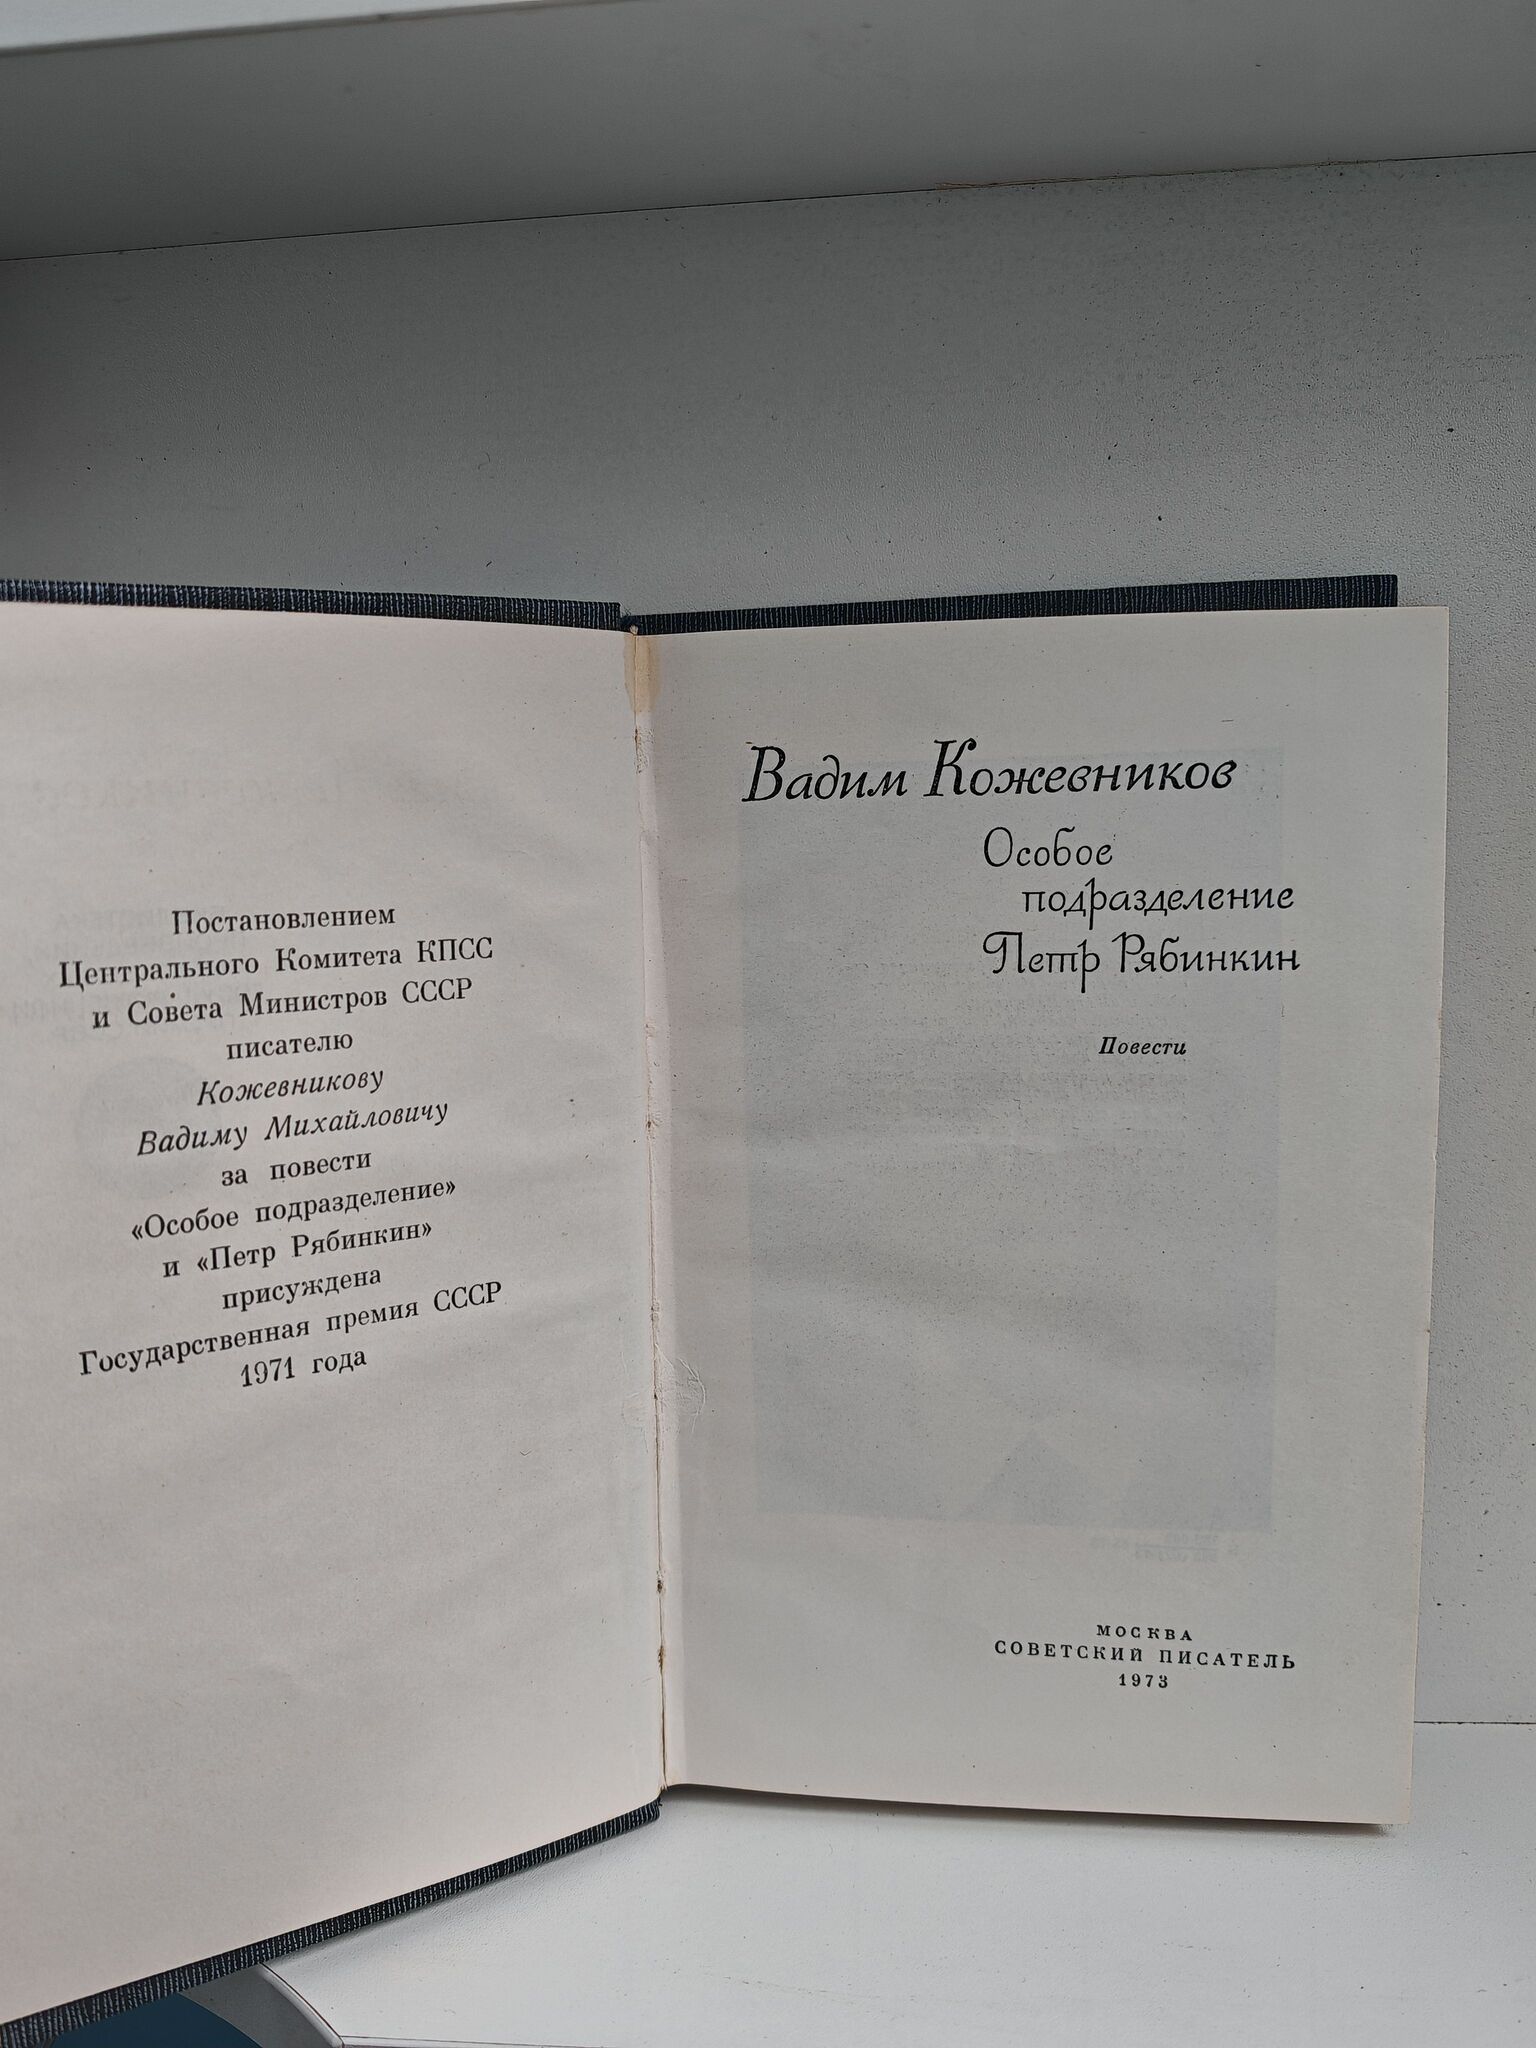 Постановлением
Центрального Комитета КПСС
и Совета Министров СССР
писателю
Кожевникову
Вадиму Михайловичу
за повести
«Особое подразделение»
и «Петр Рябинкин»
присуждена
Государственная премия СССР
1971 года
Вадим Кожевников
Особое
подразделение
Петр Рябинкин
Повести
МОСКВА
СОВЕТСКИЙ ПИСАТЕЛЬ
1973